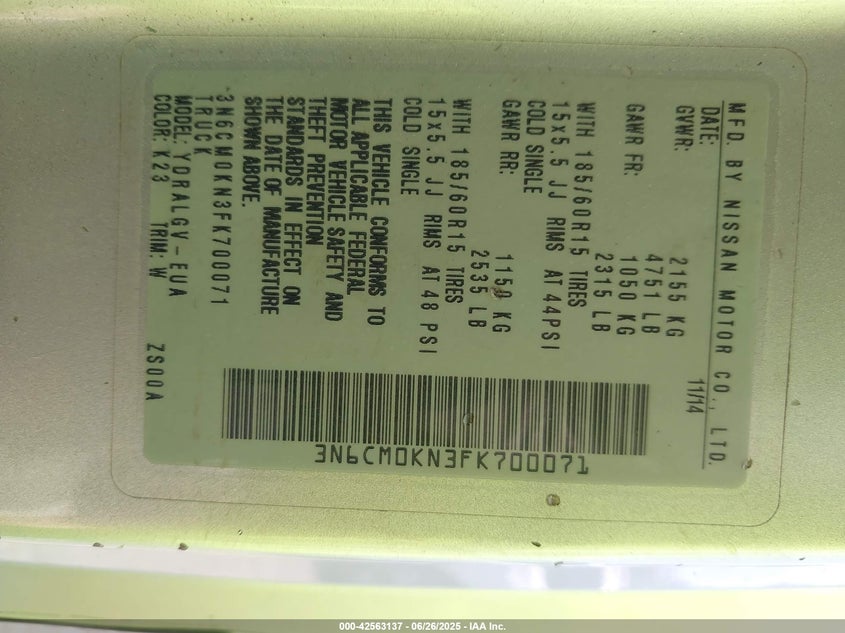 MFD. BY NISSAN MOTOR CO., LTD.
DATE: 11/14
GVWR: 2155 KG
4751 LB
GAWR FR: 1050 KG
2315 LB
WITH 185/60R15 TIRES
15x5.5 JJ RIMS AT 44PSI
COLD SINGLE
GAWR RR: 1150 KG
2535 LB
WITH 185/60R15 TIRES
15x5.5 JJ RIMS AT 48 PSI
COLD SINGLE
THIS VEHICLE CONFORMS TO
ALL APPLICABLE FEDERAL
MOTOR VEHICLE SAFETY AND
THEFT PREVENTION
STANDARDS IN EFFECT ON
THE DATE OF MANUFACTURE
SHOWN ABOVE.
3N6CM0KN3FK700071
TRUCK
MODEL: YDRALGV-EUA
COLOR: K23 TRIM: W ZS00A
3N6CM0KN3FK700071
000-42563137 - 06/26/2025 - IAA Inc.